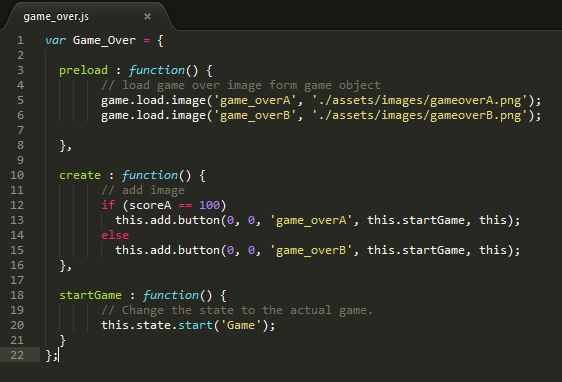 game_over.js ×
1 var Game_Over = {
2
3 preload : function() {
4 // load game over image form game object
5 game.load.image('game_overA', './assets/images/gameoverA.png');
6 game.load.image('game_overB', './assets/images/gameoverB.png');
7
8 },
9
10 create : function() {
11 // add image
12 if (scoreA == 100)
13 this.add.button(0, 0, 'game_overA', this.startGame, this);
14 else
15 this.add.button(0, 0, 'game_overB', this.startGame, this);
16 },
17
18 startGame : function() {
19 // Change the state to the actual game.
20 this.state.start('Game');
21 }
22 };